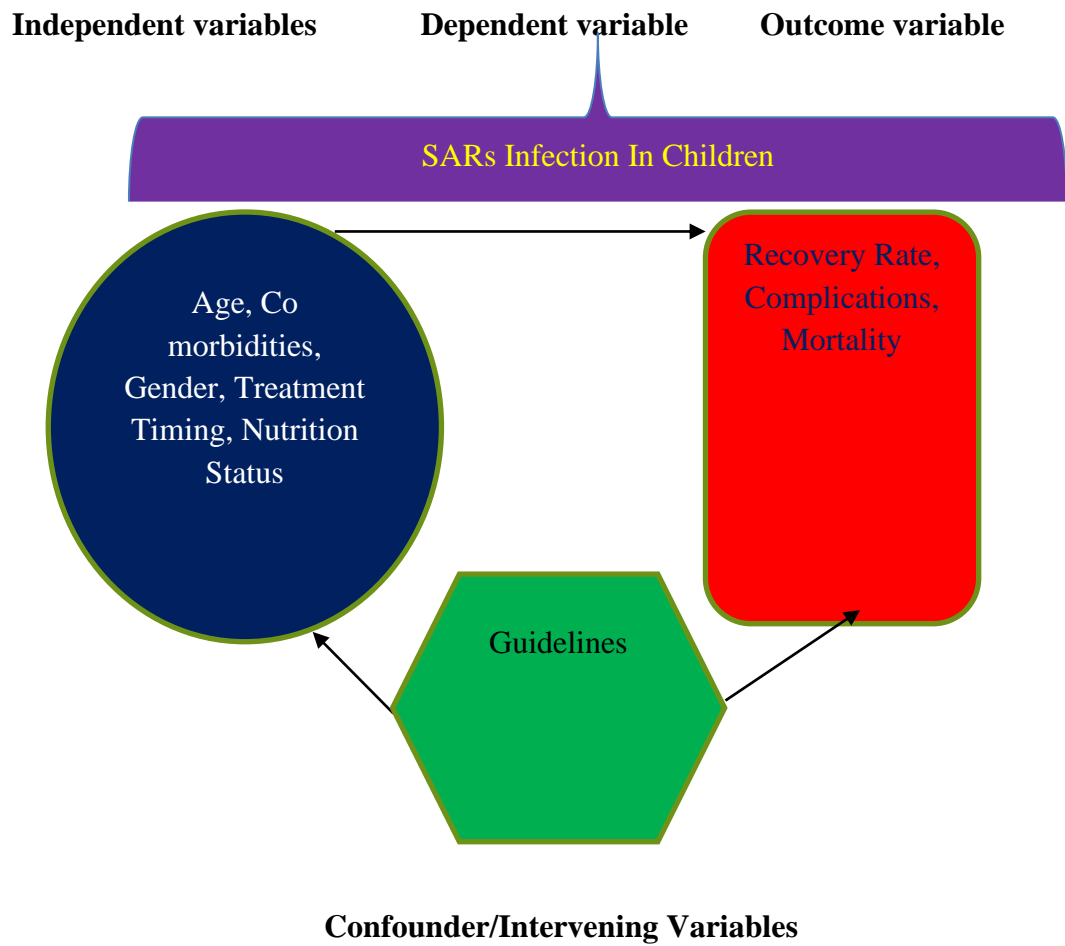 Independent variables
Dependent variable
Outcome variable
SARs Infection In Children
Age, Co
morbidities,
Gender, Treatment
Timing, Nutrition
Status
Recovery Rate,
Complications,
Mortality
Guidelines
Confounder/Intervening Variables